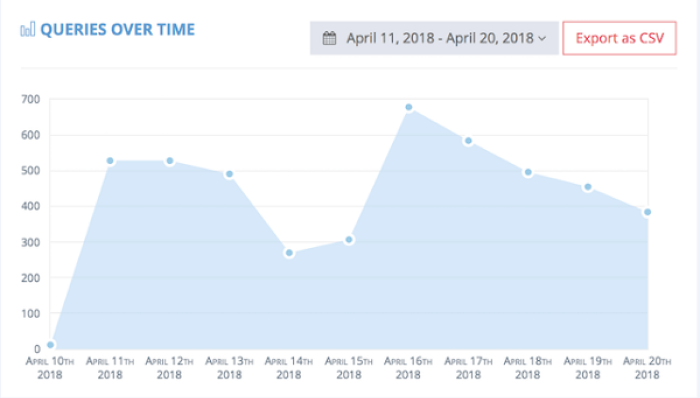 QUERIES OVER TIME
April 11, 2018 - April 20, 2018
Export as CSV
700
600
500
400
300
200
100
0
April 10th 2018
April 11th 2018
April 12th 2018
April 13th 2018
April 14th 2018
April 15th 2018
April 16th 2018
April 17th 2018
April 18th 2018
April 19th 2018
April 20th 2018